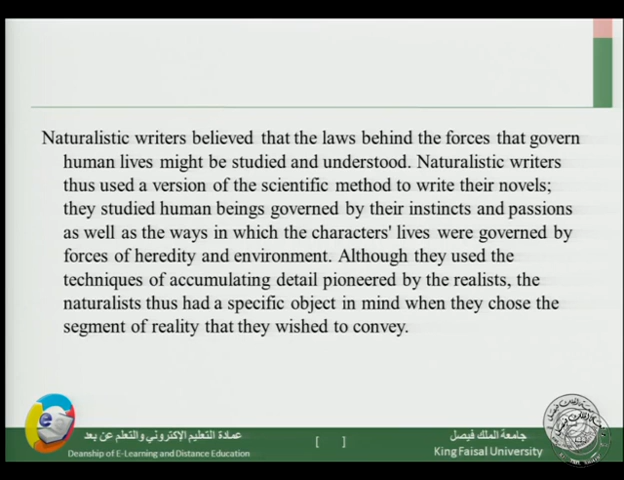 Naturalistic writers believed that the laws behind the forces that govern
human lives might be studied and understood. Naturalistic writers
thus used a version of the scientific method to write their novels;
they studied human beings governed by their instincts and passions
as well as the ways in which the characters' lives were governed by
forces of heredity and environment. Although they used the
techniques of accumulating detail pioneered by the realists, the
naturalists thus had a specific object in mind when they chose the
segment of reality that they wished to convey.
عمادة التعليم الإلكتروني والتعلم عن بعد
Deanship of E-Learning and Distance Education
[ ]
جامعة الملك فيصل
King Faisal University